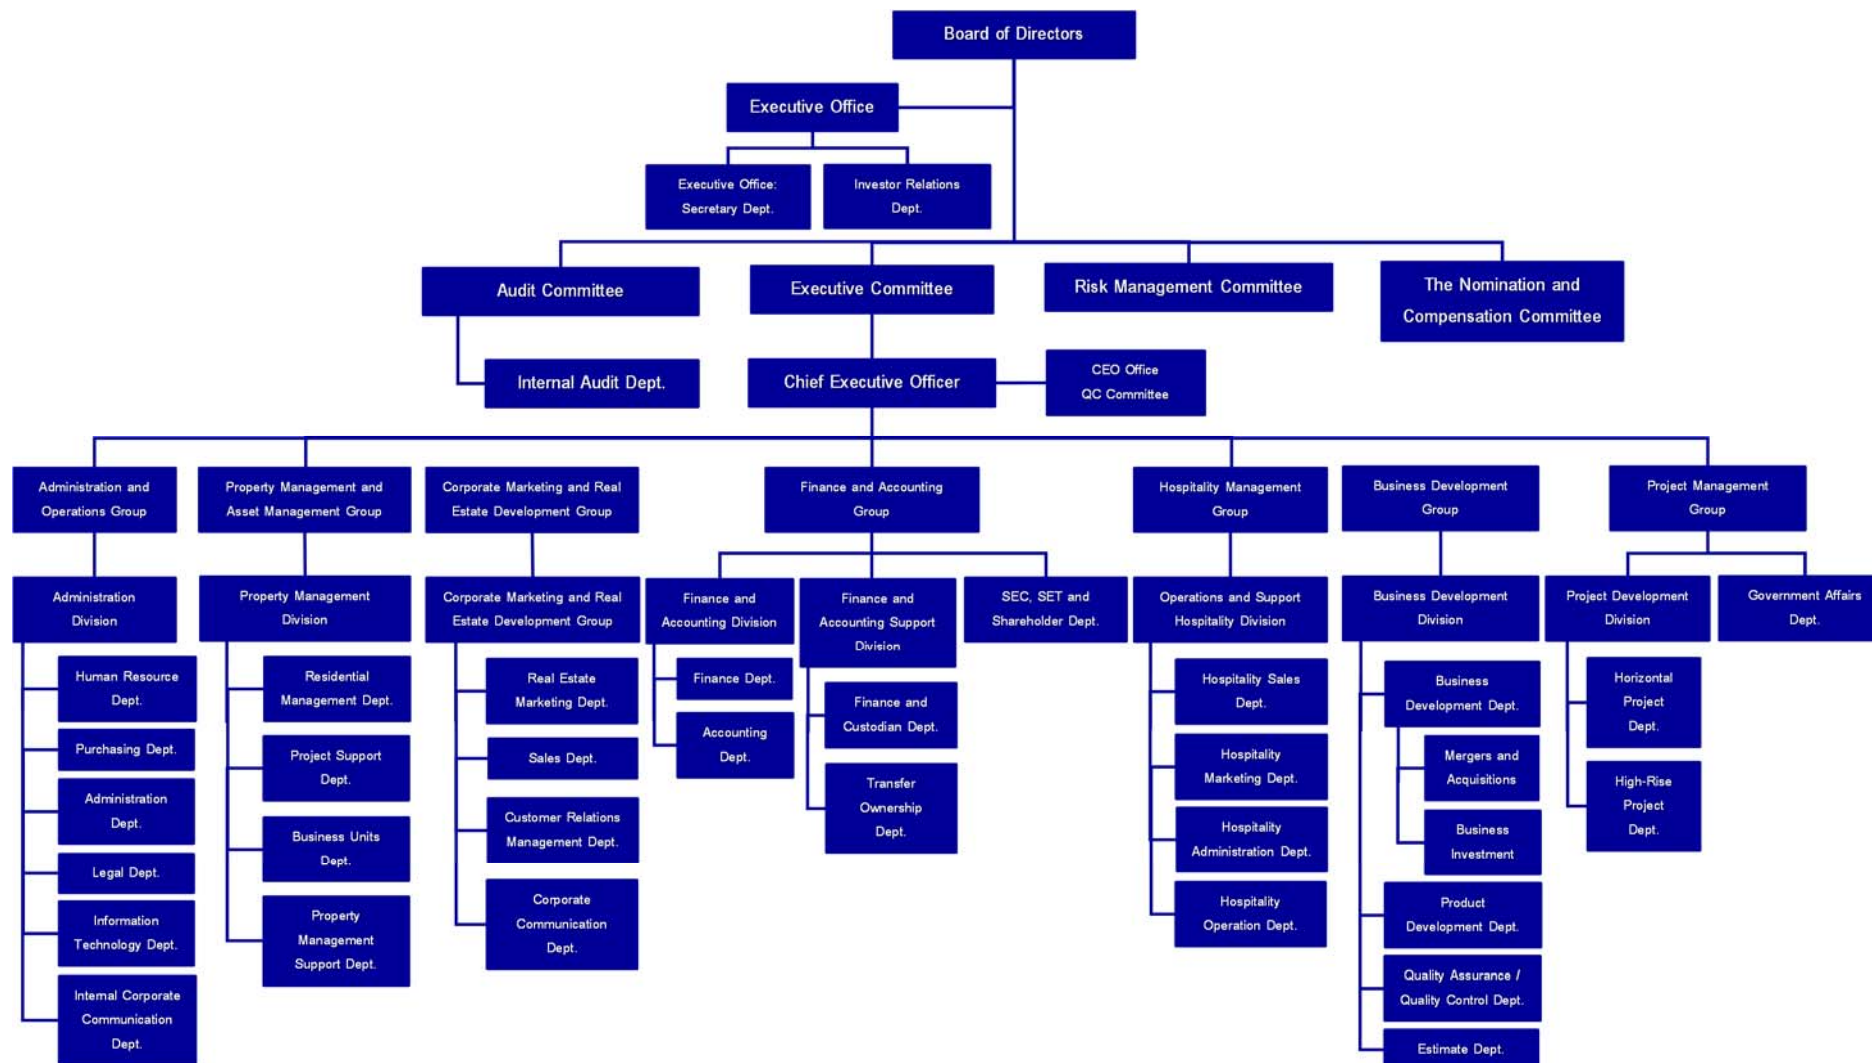 Board of Directors
Executive Office
Executive Office:
Secretary Dept.
Investor Relations
Dept.
Audit Committee
Executive Committee
Risk Management Committee
The Nomination and
Compensation Committee
Internal Audit Dept.
Chief Executive Officer
CEO Office
QC Committee
Administration and
Operations Group
Property Management and
Asset Management Group
Corporate Marketing and Real
Estate Development Group
Finance and Accounting
Group
Hospitality Management
Group
Business Development
Group
Project Management
Group
Administration
Division
Human Resource
Dept.
Purchasing Dept.
Administration
Dept.
Legal Dept.
Information
Technology Dept.
Internal Corporate
Communication
Dept.
Property Management
Division
Residential
Management Dept.
Project Support
Dept.
Business Units
Dept.
Property
Management
Support Dept.
Corporate Marketing and Real
Estate Development Group
Real Estate
Marketing Dept.
Sales Dept.
Customer Relations
Management Dept.
Corporate
Communication
Dept.
Finance and
Accounting Division
Finance Dept.
Accounting
Dept.
Finance and
Accounting Support
Division
Finance and
Custodian Dept.
Transfer
Ownership
Dept.
SEC, SET and
Shareholder Dept.
Operations and Support
Hospitality Division
Hospitality Sales
Dept.
Hospitality
Marketing Dept.
Hospitality
Administration Dept.
Hospitality
Operation Dept.
Business Development
Division
Business
Development Dept.
Mergers and
Acquisitions
Business
Investment
Product
Development Dept.
Quality Assurance /
Quality Control Dept.
Estimate Dept.
Project Development
Division
Horizontal
Project
Dept.
High-Rise
Project
Dept.
Government Affairs
Dept.